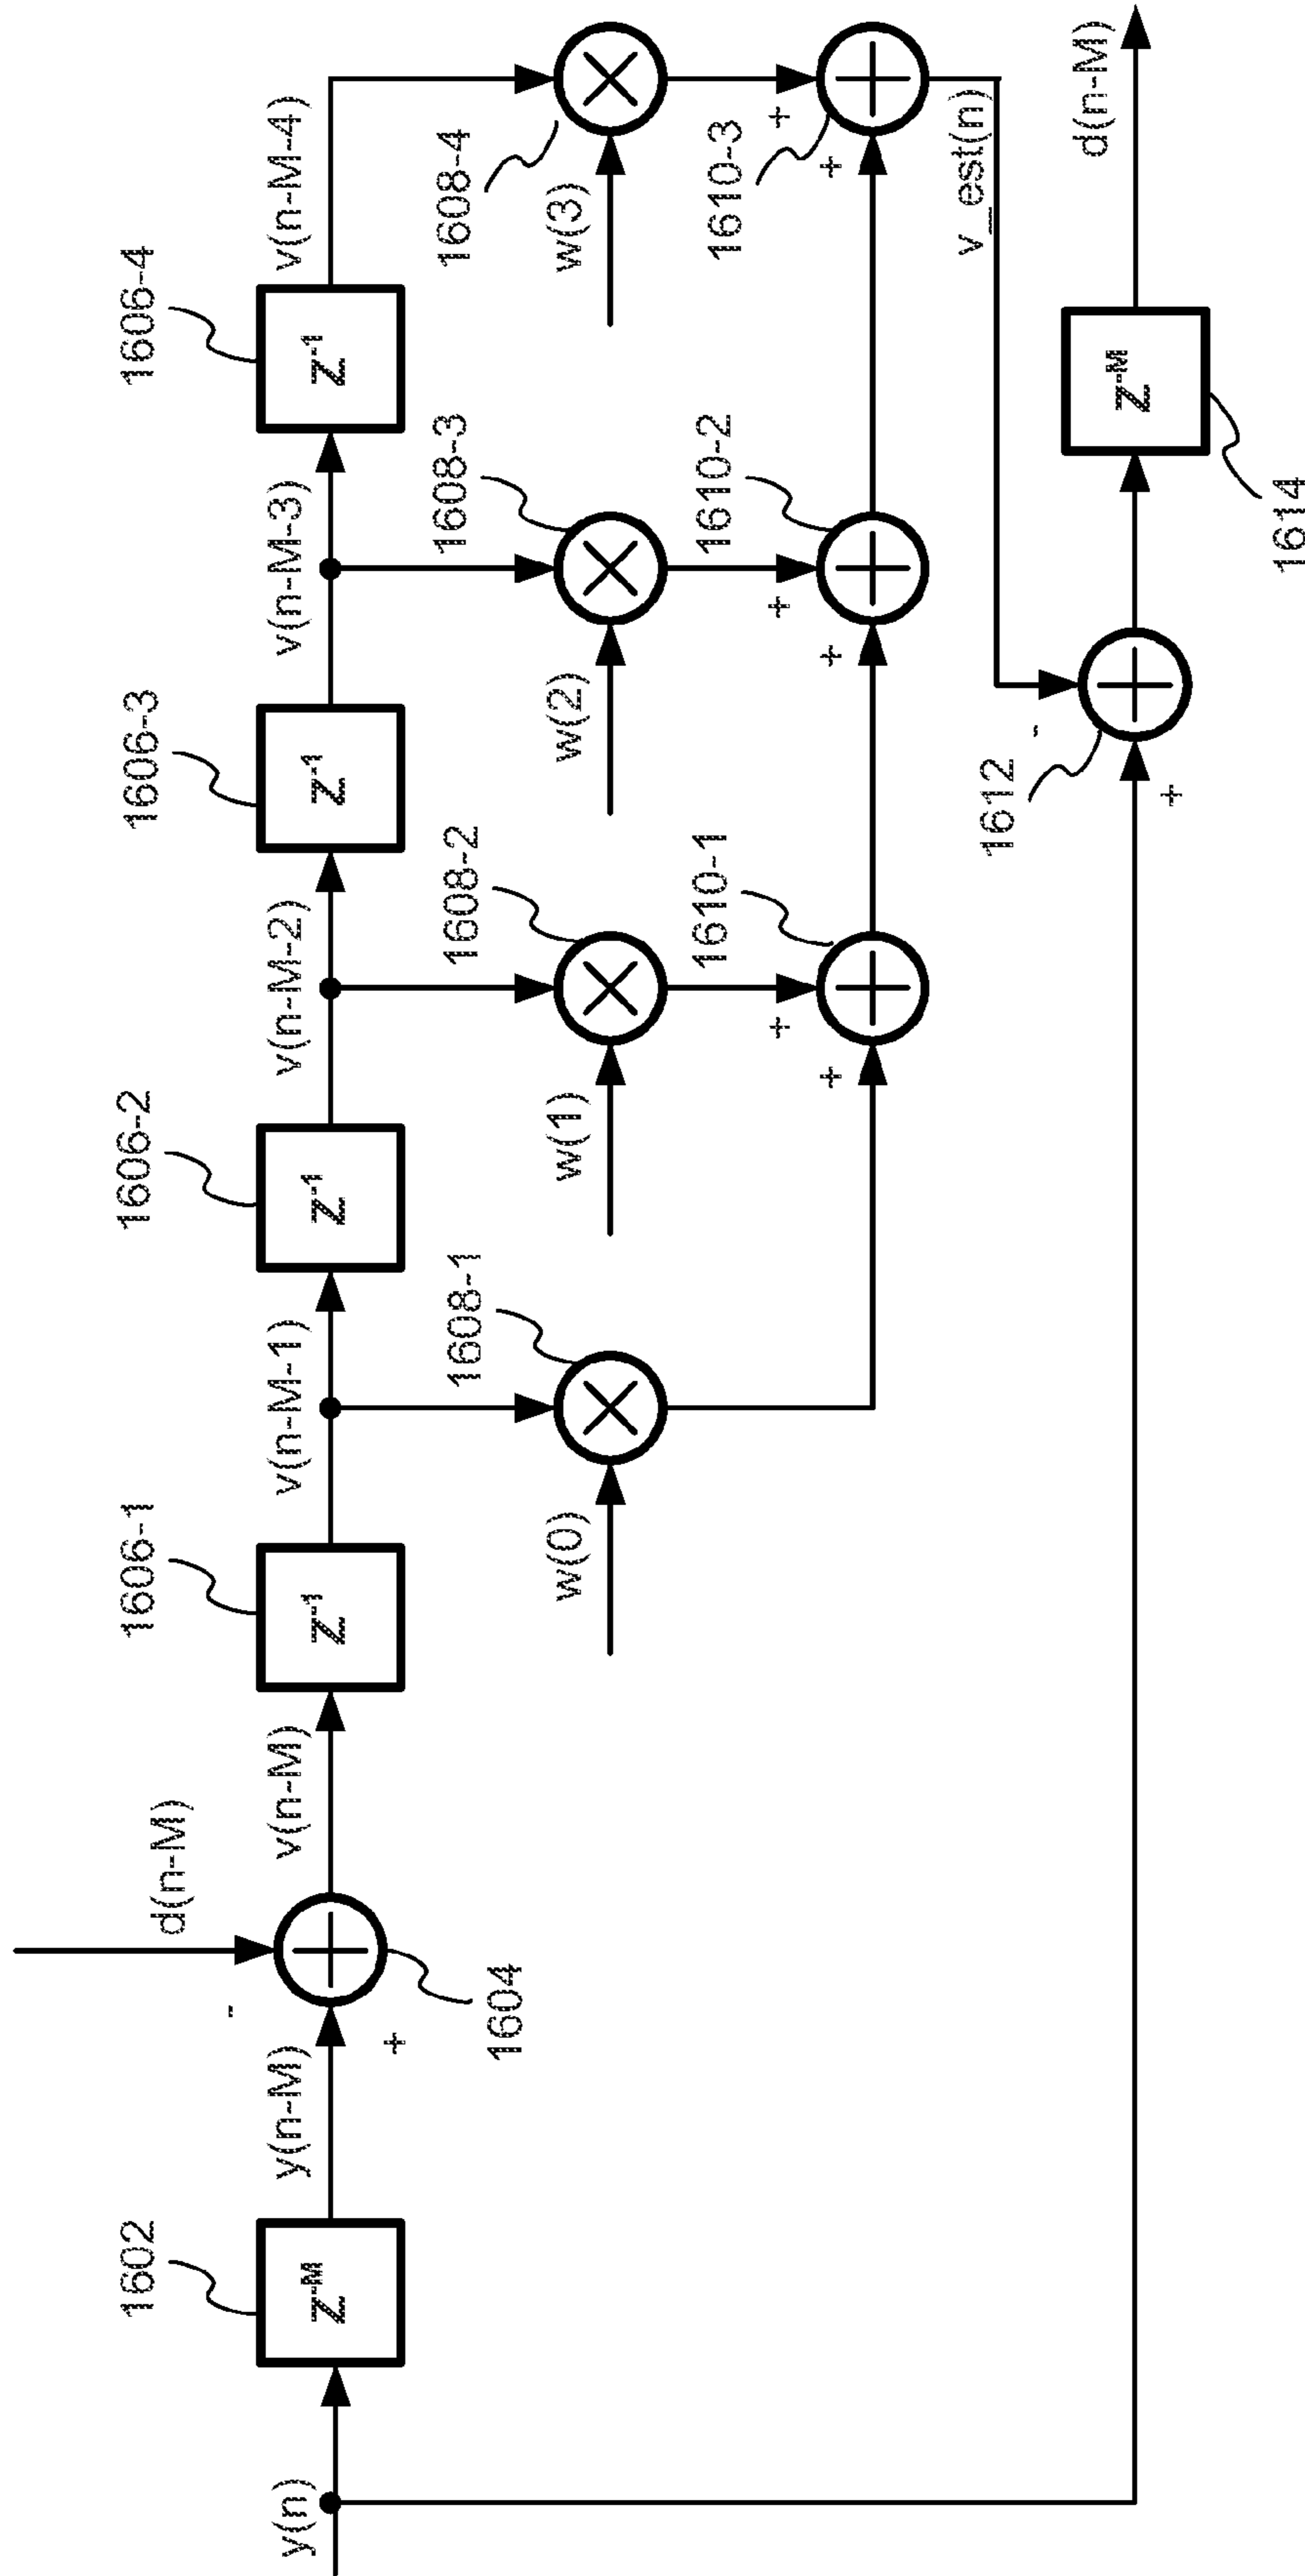 1602
1606-1
1606-2
1606-3
1606-4
d(n-M)
y(n)
y(n-M)
v(n-M)
v(n-M-1)
v(n-M-2)
v(n-M-3)
v(n-M-4)
Z-M
Z-1
Z-1
Z-1
Z-1
-
+
1604
1608-1
1608-2
1608-3
1608-4
w(0)
w(1)
w(2)
w(3)
1610-1
1610-2
1610-3
+
+
+
+
+
+
v_est(n)
1612
-
+
Z-M
d(n-M)
1614